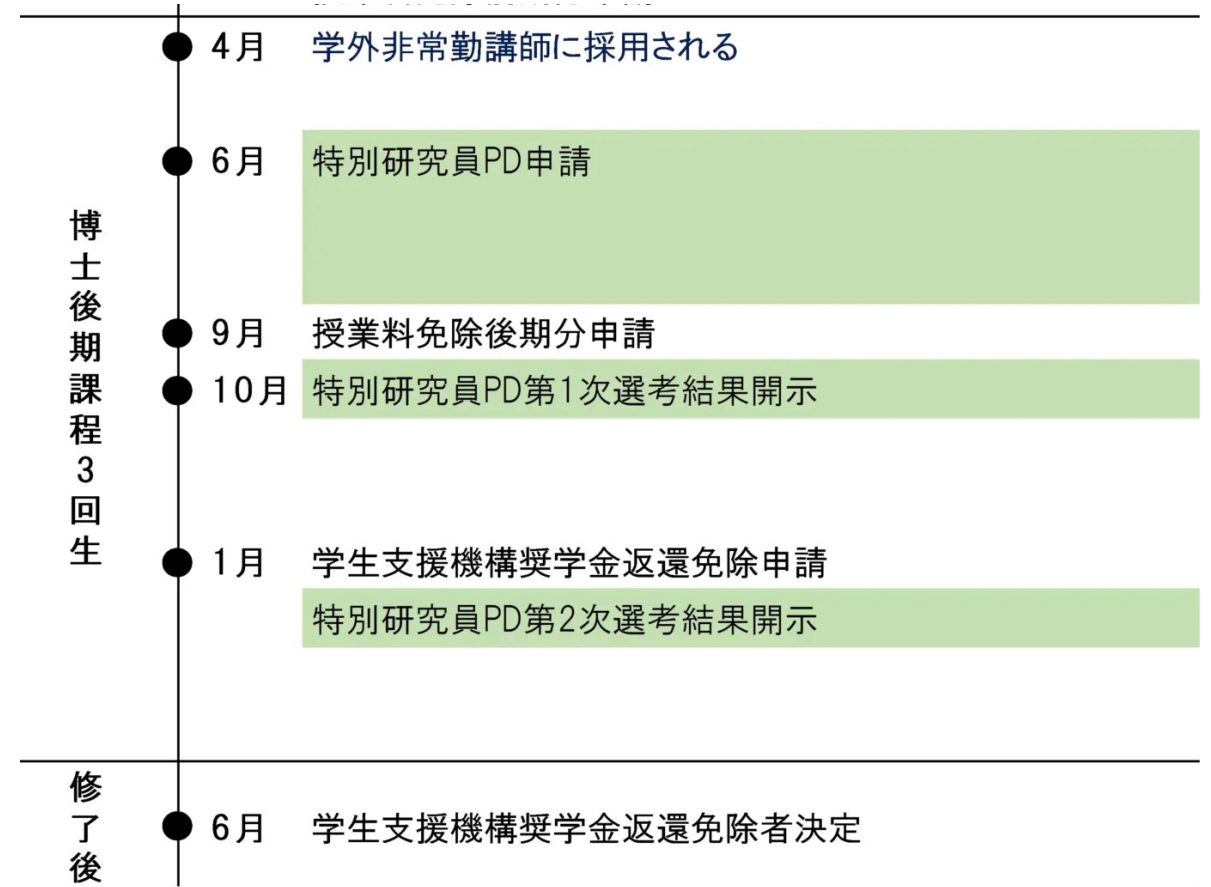 4月 学外非常勤講師に採用される
6月 特別研究員PD申請
博士後期課程3回生
9月 授業料免除後期分申請
10月 特別研究員PD第1次選考結果開示
1月 学生支援機構奨学金返還免除申請
特別研究員PD第2次選考結果開示
修了後
6月 学生支援機構奨学金返還免除者決定